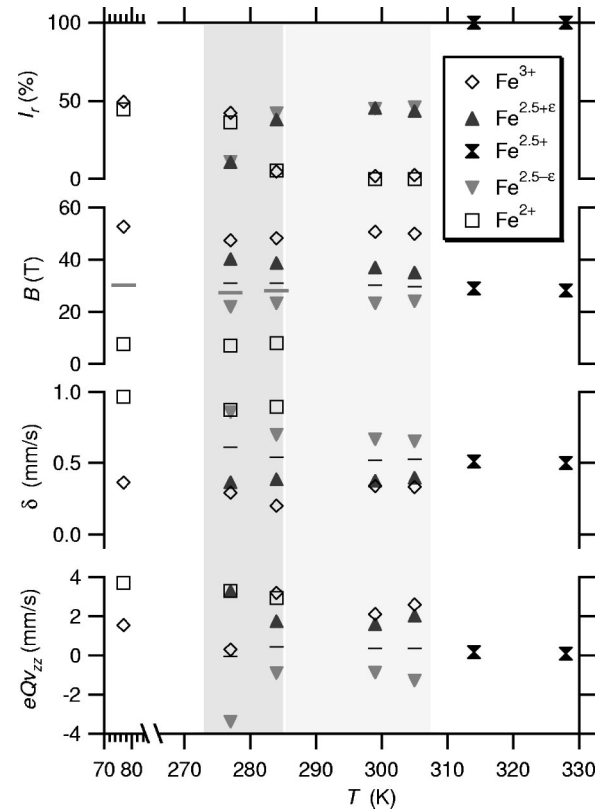 100
50
0
I_r (%)
Fe³⁺
Fe²·⁵⁺ᵋ
Fe²·⁵⁺
Fe²·⁵⁻ᵋ
Fe²⁺
60
40
20
0
B (T)
1.0
0.5
0.0
δ (mm/s)
4
2
0
-2
-4
eQv_zz (mm/s)
70 80 270 280 290 300 310 320 330
T (K)